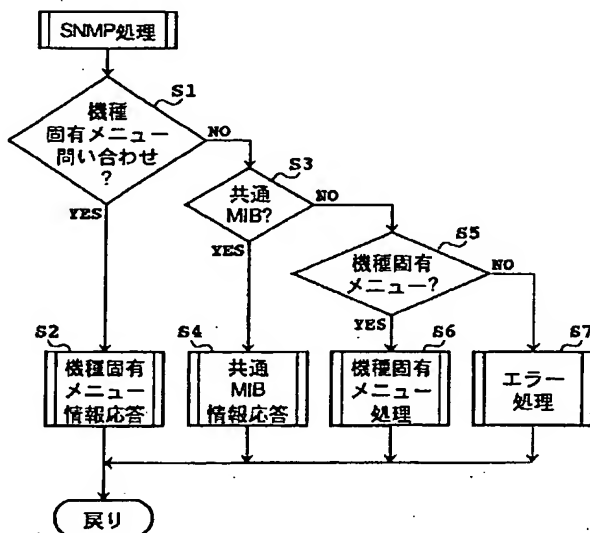 SNMP処理
S1
機種
固有メニュー
問い合わせ
?
NO
YES
S3
共通
MIB?
NO
YES
S5
機種固有
メニュー?
NO
YES
S2
機種固有
メニュー
情報応答
S4
共通
MIB
情報応答
S6
機種固有
メニュー
処理
S7
エラー
処理
戻り